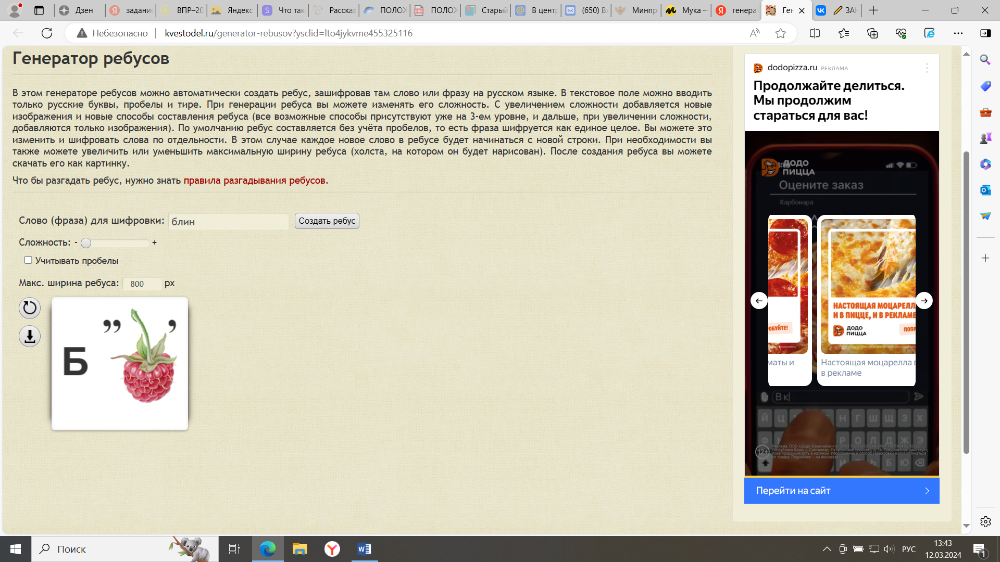 Дзен
задание
ВПР–20
Яндекс
Что так
Рассказ
ПОЛОЖ
ПОЛОЖ
Старый
В центр
(650) Вх
Минпр
Мука —
генерат
Ген
ЗАН
Небезопасно
kvestodel.ru/generator-rebusov?ysclid=lto4jykvme455325116
Генератор ребусов
В этом генераторе ребусов можно автоматически создать ребус, зашифровав там слово или фразу на русском языке. В текстовое поле можно вводить
только русские буквы, пробелы и тире. При генерации ребуса вы можете изменять его сложность. С увеличением сложности добавляется новые
изображения и новые способы составления ребуса (все возможные способы присутствуют уже на 3-ем уровне, и дальше, при увеличении сложности,
добавляются только изображения). По умолчанию ребус составляется без учёта пробелов, то есть фраза шифруется как единое целое. Вы можете это
изменить и шифровать слова по отдельности. В этом случае каждое новое слово в ребусе будет начинаться с новой строки. При необходимости вы
также можете увеличить или уменьшить максимальную ширину ребуса (холста, на котором он будет нарисован). После создания ребуса вы можете
скачать его как картинку.
Что бы разгадать ребус, нужно знать правила разгадывания ребусов.
Слово (фраза) для шифровки: блин Создать ребус
Сложность: - +
Учитывать пробелы
Макс. ширина ребуса: 800 px
Б ,, ,
dodopizza.ru РЕКЛАМА
Продолжайте делиться.
Мы продолжим
стараться для вас!
ДОДО
ПИЦЦА
Оцените заказ
Карбонара
НАСТОЯЩАЯ МОЦАРЕЛЛ
И В ПИЦЦЕ, И В РЕКЛАМЕ
ОБУЙТЕ!
ДОДО
ПИЦЦА
ПОПР
маты и
Настоящая моцарелла в
в рекламе
В к
Й Ц Г Н Г Ш Щ З Х
Р О Л Д Ж Э
12+
И Т Ь Б Ю
Перейти на сайт
Поиск
РУС
13:43
12.03.2024
1